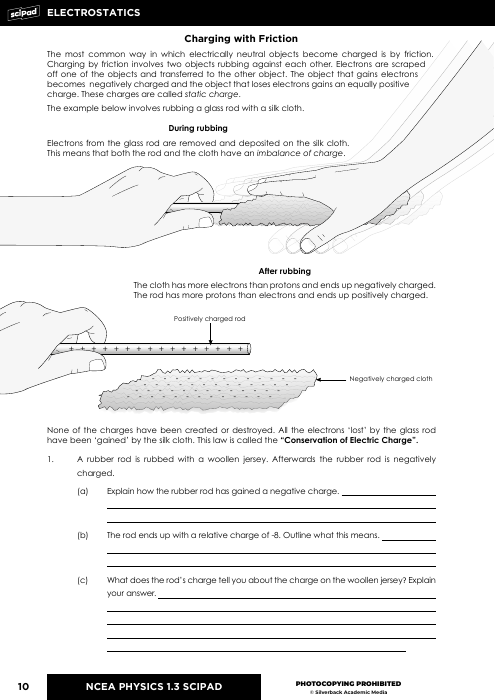 scipad ELECTROSTATICS
Charging with Friction
The most common way in which electrically neutral objects become charged is by friction.
Charging by friction involves two objects rubbing against each other. Electrons are scraped
off one of the objects and transferred to the other object. The object that gains electrons
becomes negatively charged and the object that loses electrons gains an equally positive
charge. These charges are called static charge.
The example below involves rubbing a glass rod with a silk cloth.
During rubbing
Electrons from the glass rod are removed and deposited on the silk cloth.
This means that both the rod and the cloth have an imbalance of charge.
After rubbing
The cloth has more electrons than protons and ends up negatively charged.
The rod has more protons than electrons and ends up positively charged.
Positively charged rod
+ + + + + + + + + + + + + + +
Negatively charged cloth
None of the charges have been created or destroyed. All the electrons ‘lost’ by the glass rod
have been ‘gained’ by the silk cloth. This law is called the “Conservation of Electric Charge”.
1. A rubber rod is rubbed with a woollen jersey. Afterwards the rubber rod is negatively
charged.
(a) Explain how the rubber rod has gained a negative charge.
(b) The rod ends up with a relative charge of -8. Outline what this means.
(c) What does the rod’s charge tell you about the charge on the woollen jersey? Explain
your answer.
10 NCEA PHYSICS 1.3 SCIPAD PHOTOCOPYING PROHIBITED
© Silverback Academic Media